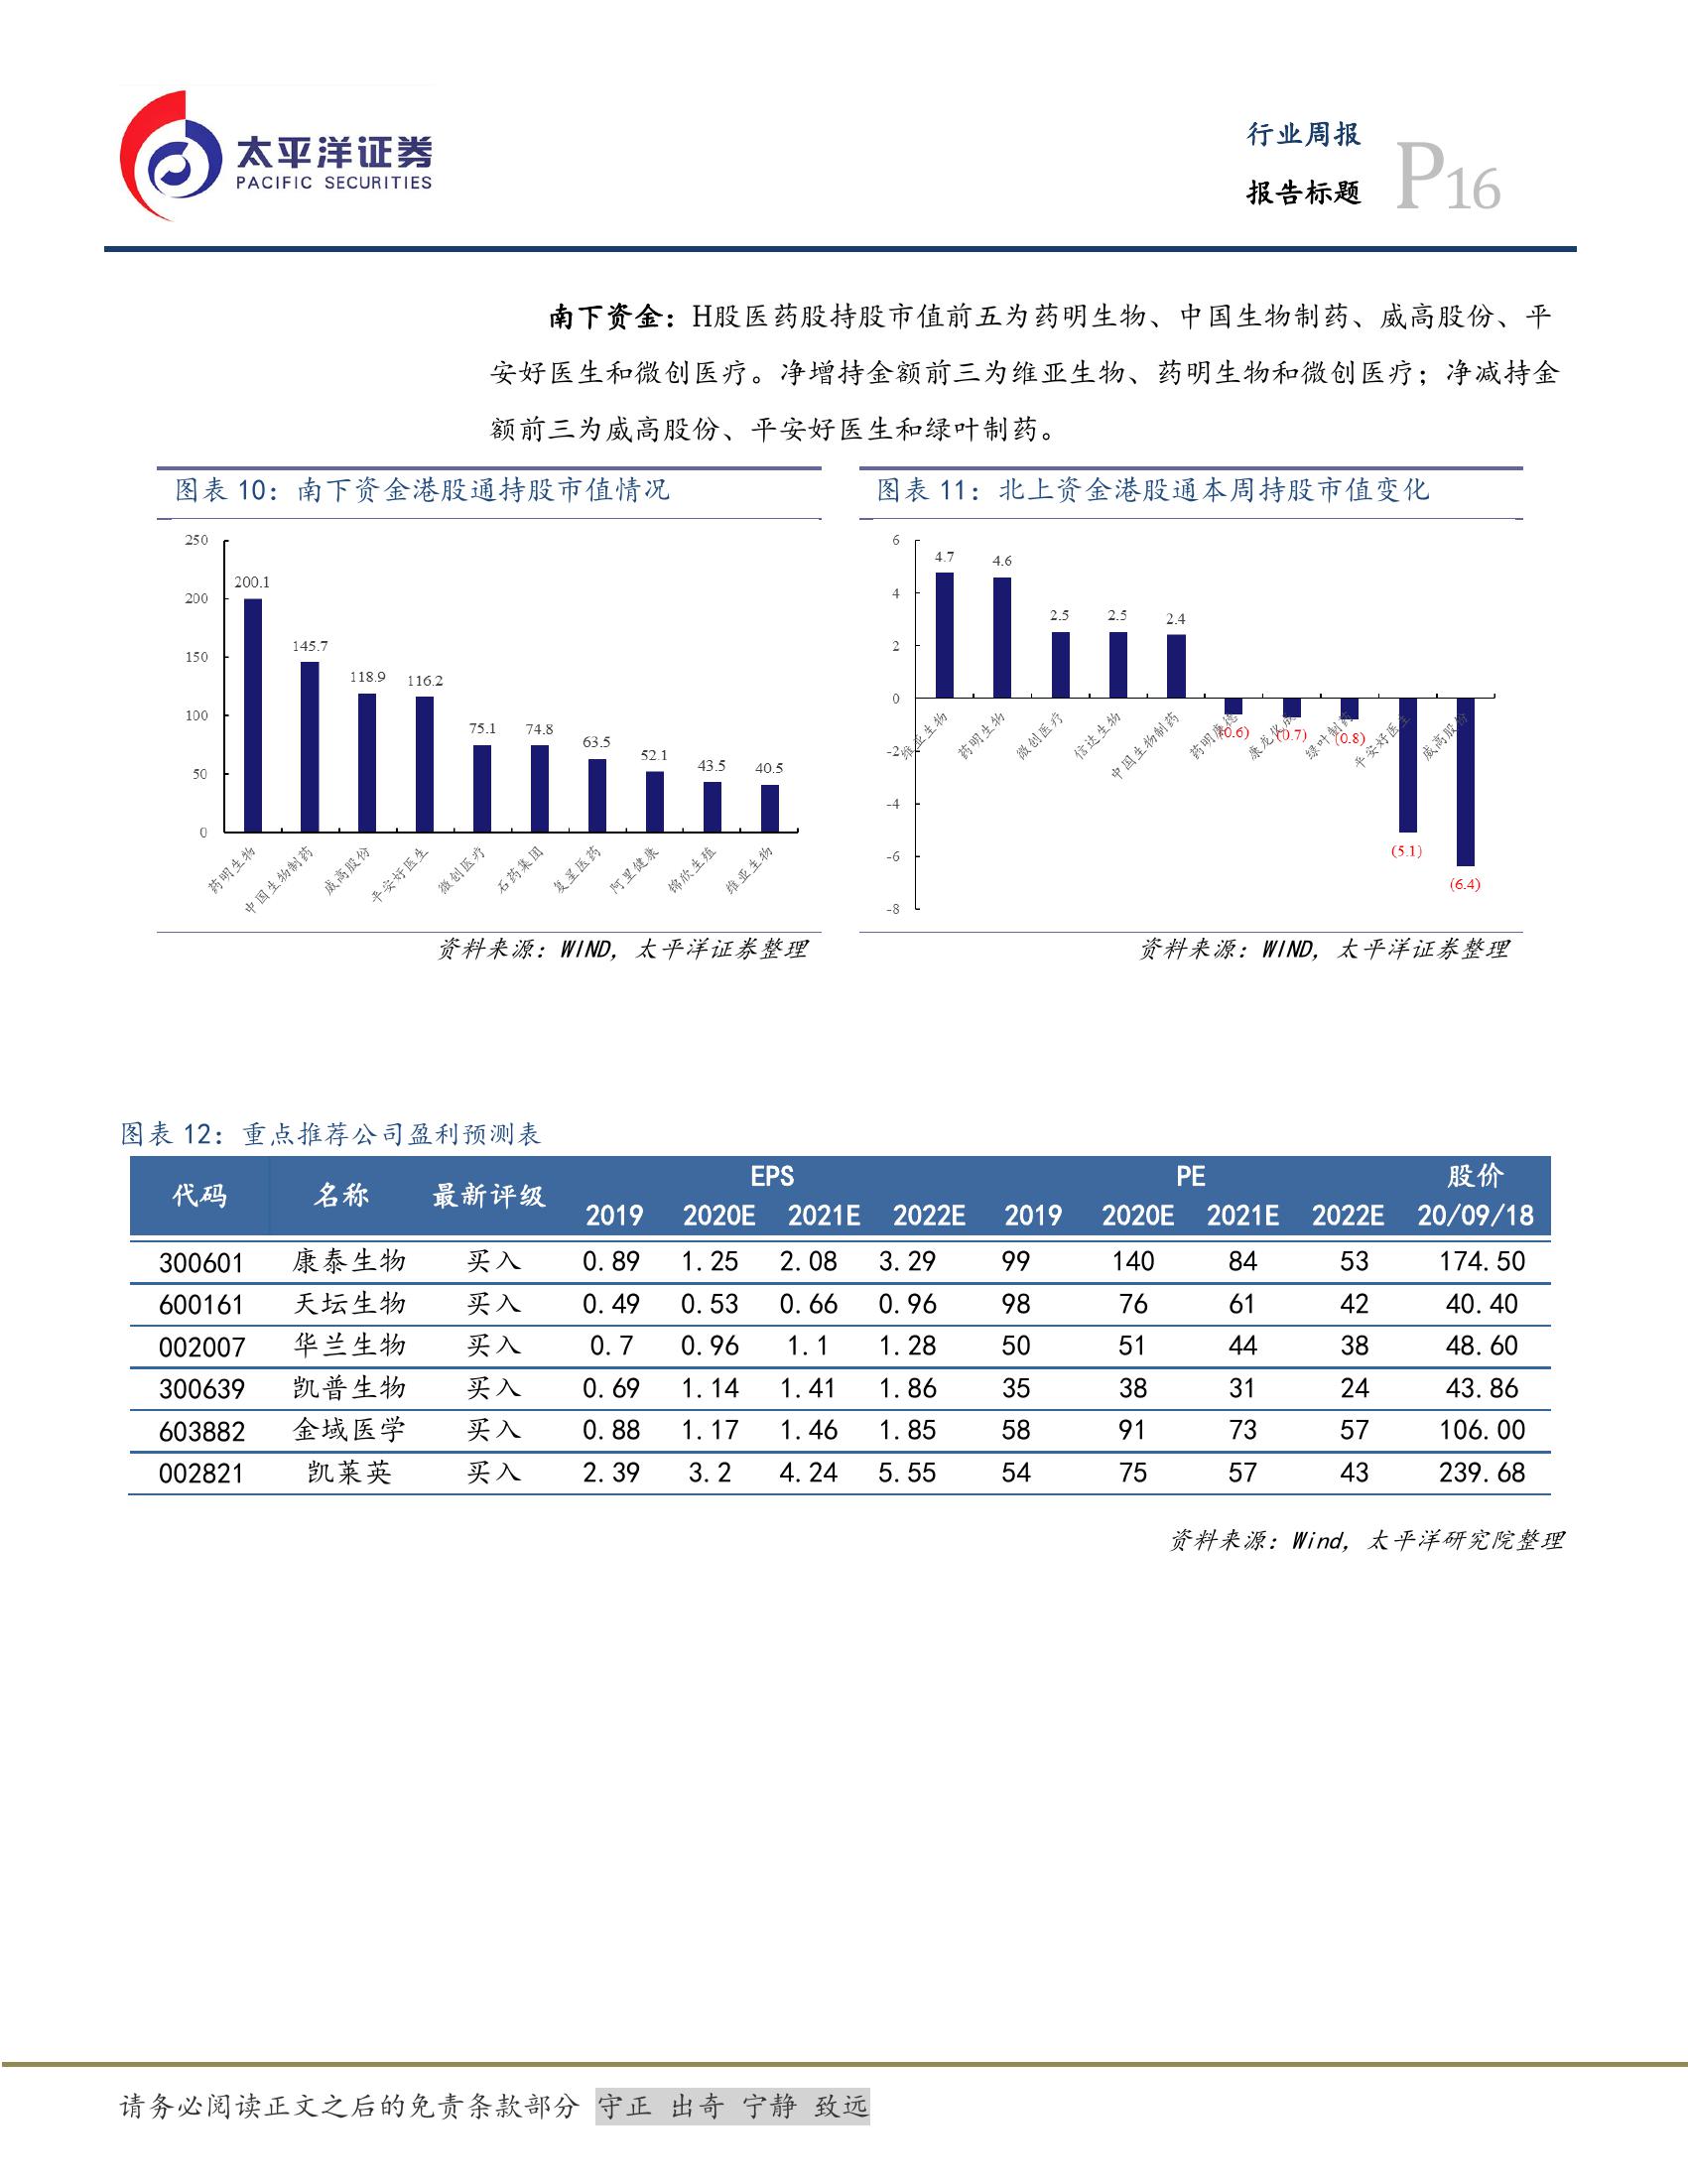 太平洋证券
PACIFIC SECURITIES
行业周报
报告标题
P16
南下资金：H股医药股持股市值前五为药明生物、中国生物制药、威高股份、平
安好医生和微创医疗。净增持金额前三为维亚生物、药明生物和微创医疗；净减持金
额前三为威高股份、平安好医生和绿叶制药。
图表 10：南下资金港股通持股市值情况
250
200
150
100
50
0
200.1
145.7
118.9
116.2
75.1
74.8
63.5
52.1
43.5
40.5
药明生物
中国生物制药
威高股份
平安好医生
微创医疗
石药集团
复星医药
阿里健康
锦欣生殖
维亚生物
资料来源：WIND，太平洋证券整理
图表 11：北上资金港股通本周持股市值变化
6
4
2
0
-2
-4
-6
-8
4.7
4.6
2.5
2.5
2.4
(0.6)
(0.7)
(0.8)
(5.1)
(6.4)
维亚生物
药明生物
微创医疗
信达生物
中国生物制药
药明康德
康龙化成
绿叶制药
平安好医生
威高股份
资料来源：WIND，太平洋证券整理
图表 12：重点推荐公司盈利预测表
代码 名称 最新评级 EPS PE 股价
2019 2020E 2021E 2022E 2019 2020E 2021E 2022E 20/09/18
300601 康泰生物 买入 0.89 1.25 2.08 3.29 99 140 84 53 174.50
600161 天坛生物 买入 0.49 0.53 0.66 0.96 98 76 61 42 40.40
002007 华兰生物 买入 0.7 0.96 1.1 1.28 50 51 44 38 48.60
300639 凯普生物 买入 0.69 1.14 1.41 1.86 35 38 31 24 43.86
603882 金域医学 买入 0.88 1.17 1.46 1.85 58 91 73 57 106.00
002821 凯莱英 买入 2.39 3.2 4.24 5.55 54 75 57 43 239.68
资料来源：Wind，太平洋研究院整理
请务必阅读正文之后的免责条款部分 守正 出奇 宁静 致远